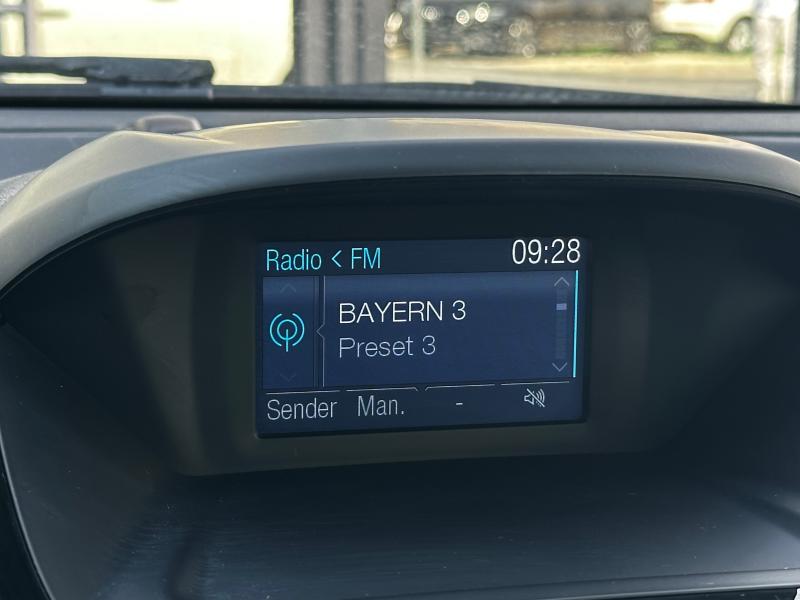 Radio < FM 09:28
BAYERN 3
Preset 3
Sender Man. -